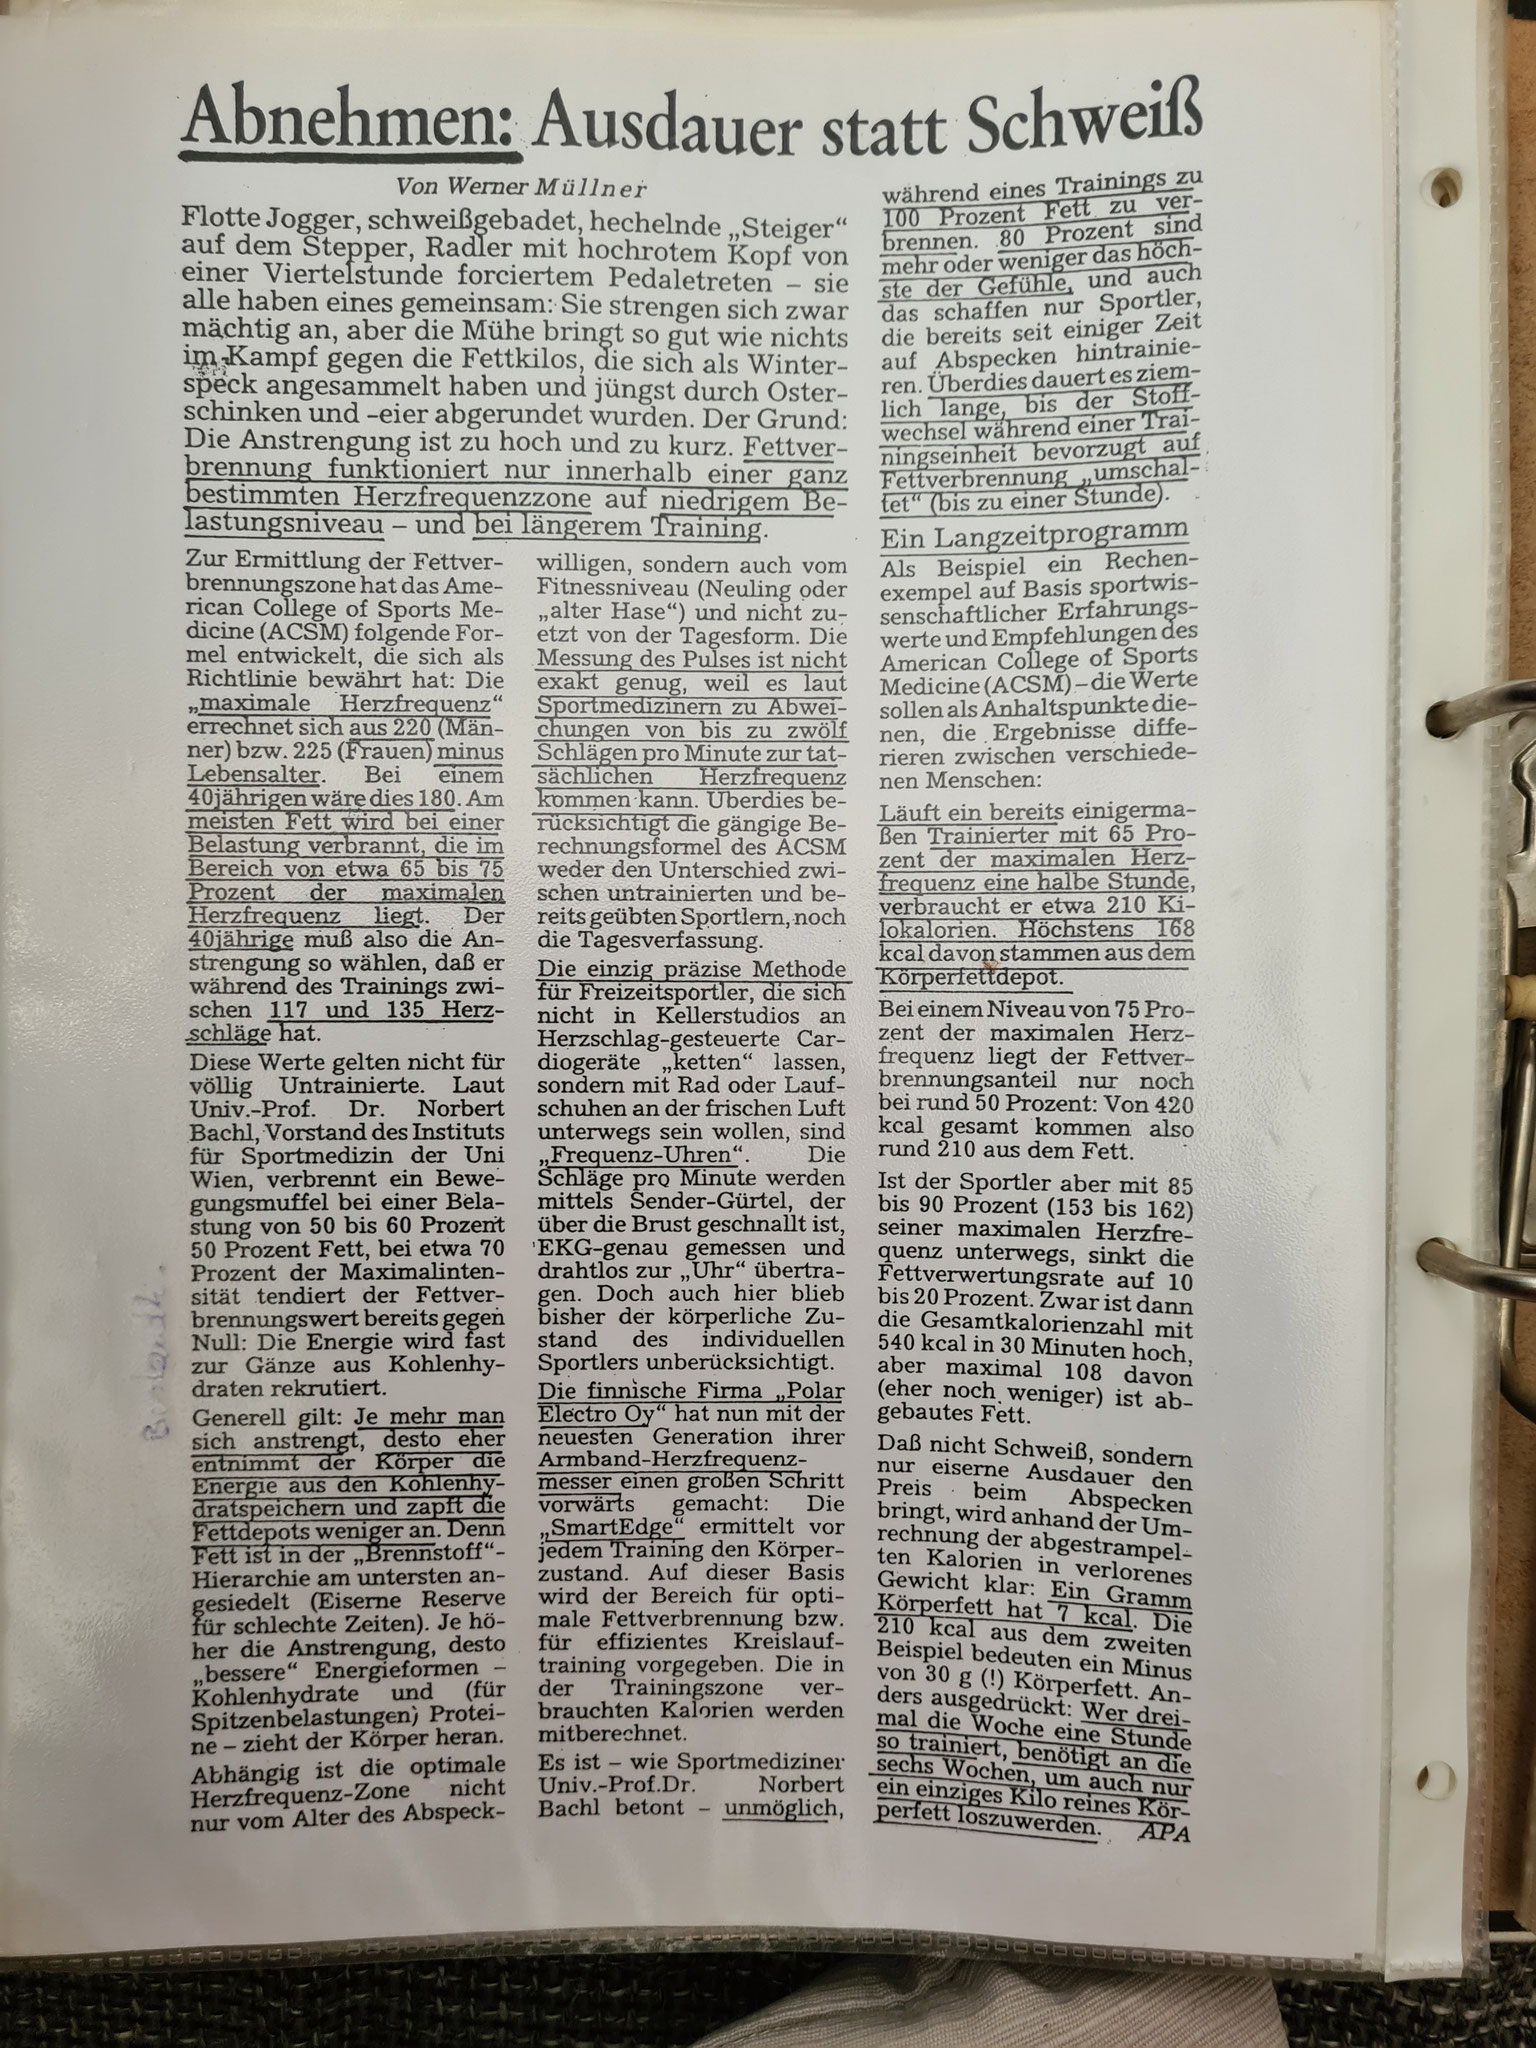 Abnehmen: Ausdauer statt Schweiß
Von Werner Müllner
Flotte Jogger, schweißgebadet, hechelnde „Steiger“
auf dem Stepper, Radler mit hochrotem Kopf von
einer Viertelstunde forciertem Pedaletreten – sie
alle haben eines gemeinsam: Sie strengen sich zwar
mächtig an, aber die Mühe bringt so gut wie nichts
im Kampf gegen die Fettkilos, die sich als Winter-
speck angesammelt haben und jüngst durch Oster-
schinken und -eier abgerundet wurden. Der Grund:
Die Anstrengung ist zu hoch und zu kurz. Fettver-
brennung funktioniert nur innerhalb einer ganz
bestimmten Herzfrequenzzone auf niedrigem Be-
lastungsniveau – und bei längerem Training.
Zur Ermittlung der Fettver-
brennungszone hat das Ame-
rican College of Sports Me-
dicine (ACSM) folgende For-
mel entwickelt, die sich als
Richtlinie bewährt hat: Die
„maximale Herzfrequenz“
errechnet sich aus 220 (Män-
ner) bzw. 225 (Frauen) minus
Lebensalter. Bei einem
40jährigen wäre dies 180. Am
meisten Fett wird bei einer
Belastung verbrannt, die im
Bereich von etwa 65 bis 75
Prozent der maximalen
Herzfrequenz liegt. Der
40jährige muß also die An-
strengung so wählen, daß er
während des Trainings zwi-
schen 117 und 135 Herz-
schläge hat.
Diese Werte gelten nicht für
völlig Untrainierte. Laut
Univ.-Prof. Dr. Norbert
Bachl, Vorstand des Instituts
für Sportmedizin der Uni
Wien, verbrennt ein Bewe-
gungsmuffel bei einer Bela-
stung von 50 bis 60 Prozent
50 Prozent Fett, bei etwa 70
Prozent der Maximalinten-
sität tendiert der Fettver-
brennungswert bereits gegen
Null: Die Energie wird fast
zur Gänze aus Kohlenhy-
draten rekrutiert.
Generell gilt: Je mehr man
sich anstrengt, desto eher
entnimmt der Körper die
Energie aus den Kohlenhy-
dratspeichern und zapft die
Fettdepots weniger an. Denn
Fett ist in der „Brennstoff“-
Hierarchie am untersten an-
gesiedelt (Eiserne Reserve
für schlechte Zeiten). Je hö-
her die Anstrengung, desto
„bessere“ Energieformen –
Kohlenhydrate und (für
Spitzenbelastungen) Protei-
ne – zieht der Körper heran.
Abhängig ist die optimale
Herzfrequenz-Zone nicht
nur vom Alter des Abspeck-
willigen, sondern auch vom
Fitnessniveau (Neuling oder
„alter Hase“) und nicht zu-
etzt von der Tagesform. Die
Messung des Pulses ist nicht
exakt genug, weil es laut
Sportmedizinern zu Abwei-
chungen von bis zu zwölf
Schlägen pro Minute zur tat-
sächlichen Herzfrequenz
kommen kann. Überdies be-
rücksichtigt die gängige Be-
rechnungsformel des ACSM
weder den Unterschied zwi-
schen untrainierten und be-
reits geübten Sportlern, noch
die Tagesverfassung.
Die einzig präzise Methode
für Freizeitsportler, die sich
nicht in Kellerstudios an
Herzschlag-gesteuerte Car-
diogeräte „ketten“ lassen,
sondern mit Rad oder Lauf-
schuhen an der frischen Luft
unterwegs sein wollen, sind
„Frequenz-Uhren“. Die
Schläge pro Minute werden
mittels Sender-Gürtel, der
über die Brust geschnallt ist,
EKG-genau gemessen und
drahtlos zur „Uhr“ übertra-
gen. Doch auch hier blieb
bisher der körperliche Zu-
stand des individuellen
Sportlers unberücksichtigt.
Die finnische Firma „Polar
Electro Oy“ hat nun mit der
neuesten Generation ihrer
Armband-Herzfrequenz-
messer einen großen Schritt
vorwärts gemacht: Die
„SmartEdge“ ermittelt vor
jedem Training den Körper-
zustand. Auf dieser Basis
wird der Bereich für opti-
male Fettverbrennung bzw.
für effizientes Kreislauf-
training vorgegeben. Die in
der Trainingszone ver-
brauchten Kalorien werden
mitberechnet.
Es ist – wie Sportmediziner
Univ.-Prof.Dr. Norbert
Bachl betont – unmöglich,
während eines Trainings zu
100 Prozent Fett zu ver-
brennen. 80 Prozent sind
mehr oder weniger das höch-
ste der Gefühle, und auch
das schaffen nur Sportler,
die bereits seit einiger Zeit
auf Abspecken hintrainie-
ren. Überdies dauert es ziem-
lich lange, bis der Stoff-
wechsel während einer Trai-
ningseinheit bevorzugt auf
Fettverbrennung „umschal-
tet“ (bis zu einer Stunde).
Ein Langzeitprogramm
Als Beispiel ein Rechen-
exempel auf Basis sportwis-
senschaftlicher Erfahrungs-
werte und Empfehlungen des
American College of Sports
Medicine (ACSM) – die Werte
sollen als Anhaltspunkte die-
nen, die Ergebnisse diffe-
rieren zwischen verschiede-
nen Menschen:
Läuft ein bereits einigerma-
ßen Trainierter mit 65 Pro-
zent der maximalen Herz-
frequenz eine halbe Stunde,
verbraucht er etwa 210 Ki-
lokalorien. Höchstens 168
kcal davon stammen aus dem
Körperfettdepot.
Bei einem Niveau von 75 Pro-
zent der maximalen Herz-
frequenz liegt der Fettver-
brennungsanteil nur noch
bei rund 50 Prozent: Von 420
kcal gesamt kommen also
rund 210 aus dem Fett.
Ist der Sportler aber mit 85
bis 90 Prozent (153 bis 162)
seiner maximalen Herzfre-
quenz unterwegs, sinkt die
Fettverwertungsrate auf 10
bis 20 Prozent. Zwar ist dann
die Gesamtkalorienzahl mit
540 kcal in 30 Minuten hoch,
aber maximal 108 davon
(eher noch weniger) ist ab-
gebautes Fett.
Daß nicht Schweiß, sondern
nur eiserne Ausdauer den
Preis beim Abspecken
bringt, wird anhand der Um-
rechnung der abgestrampel-
ten Kalorien in verlorenes
Gewicht klar: Ein Gramm
Körperfett hat 7 kcal. Die
210 kcal aus dem zweiten
Beispiel bedeuten ein Minus
von 30 g (!) Körperfett. An-
ders ausgedrückt: Wer drei-
mal die Woche eine Stunde
so trainiert, benötigt an die
sechs Wochen, um auch nur
ein einziges Kilo reines Kör-
perfett loszuwerden. APA